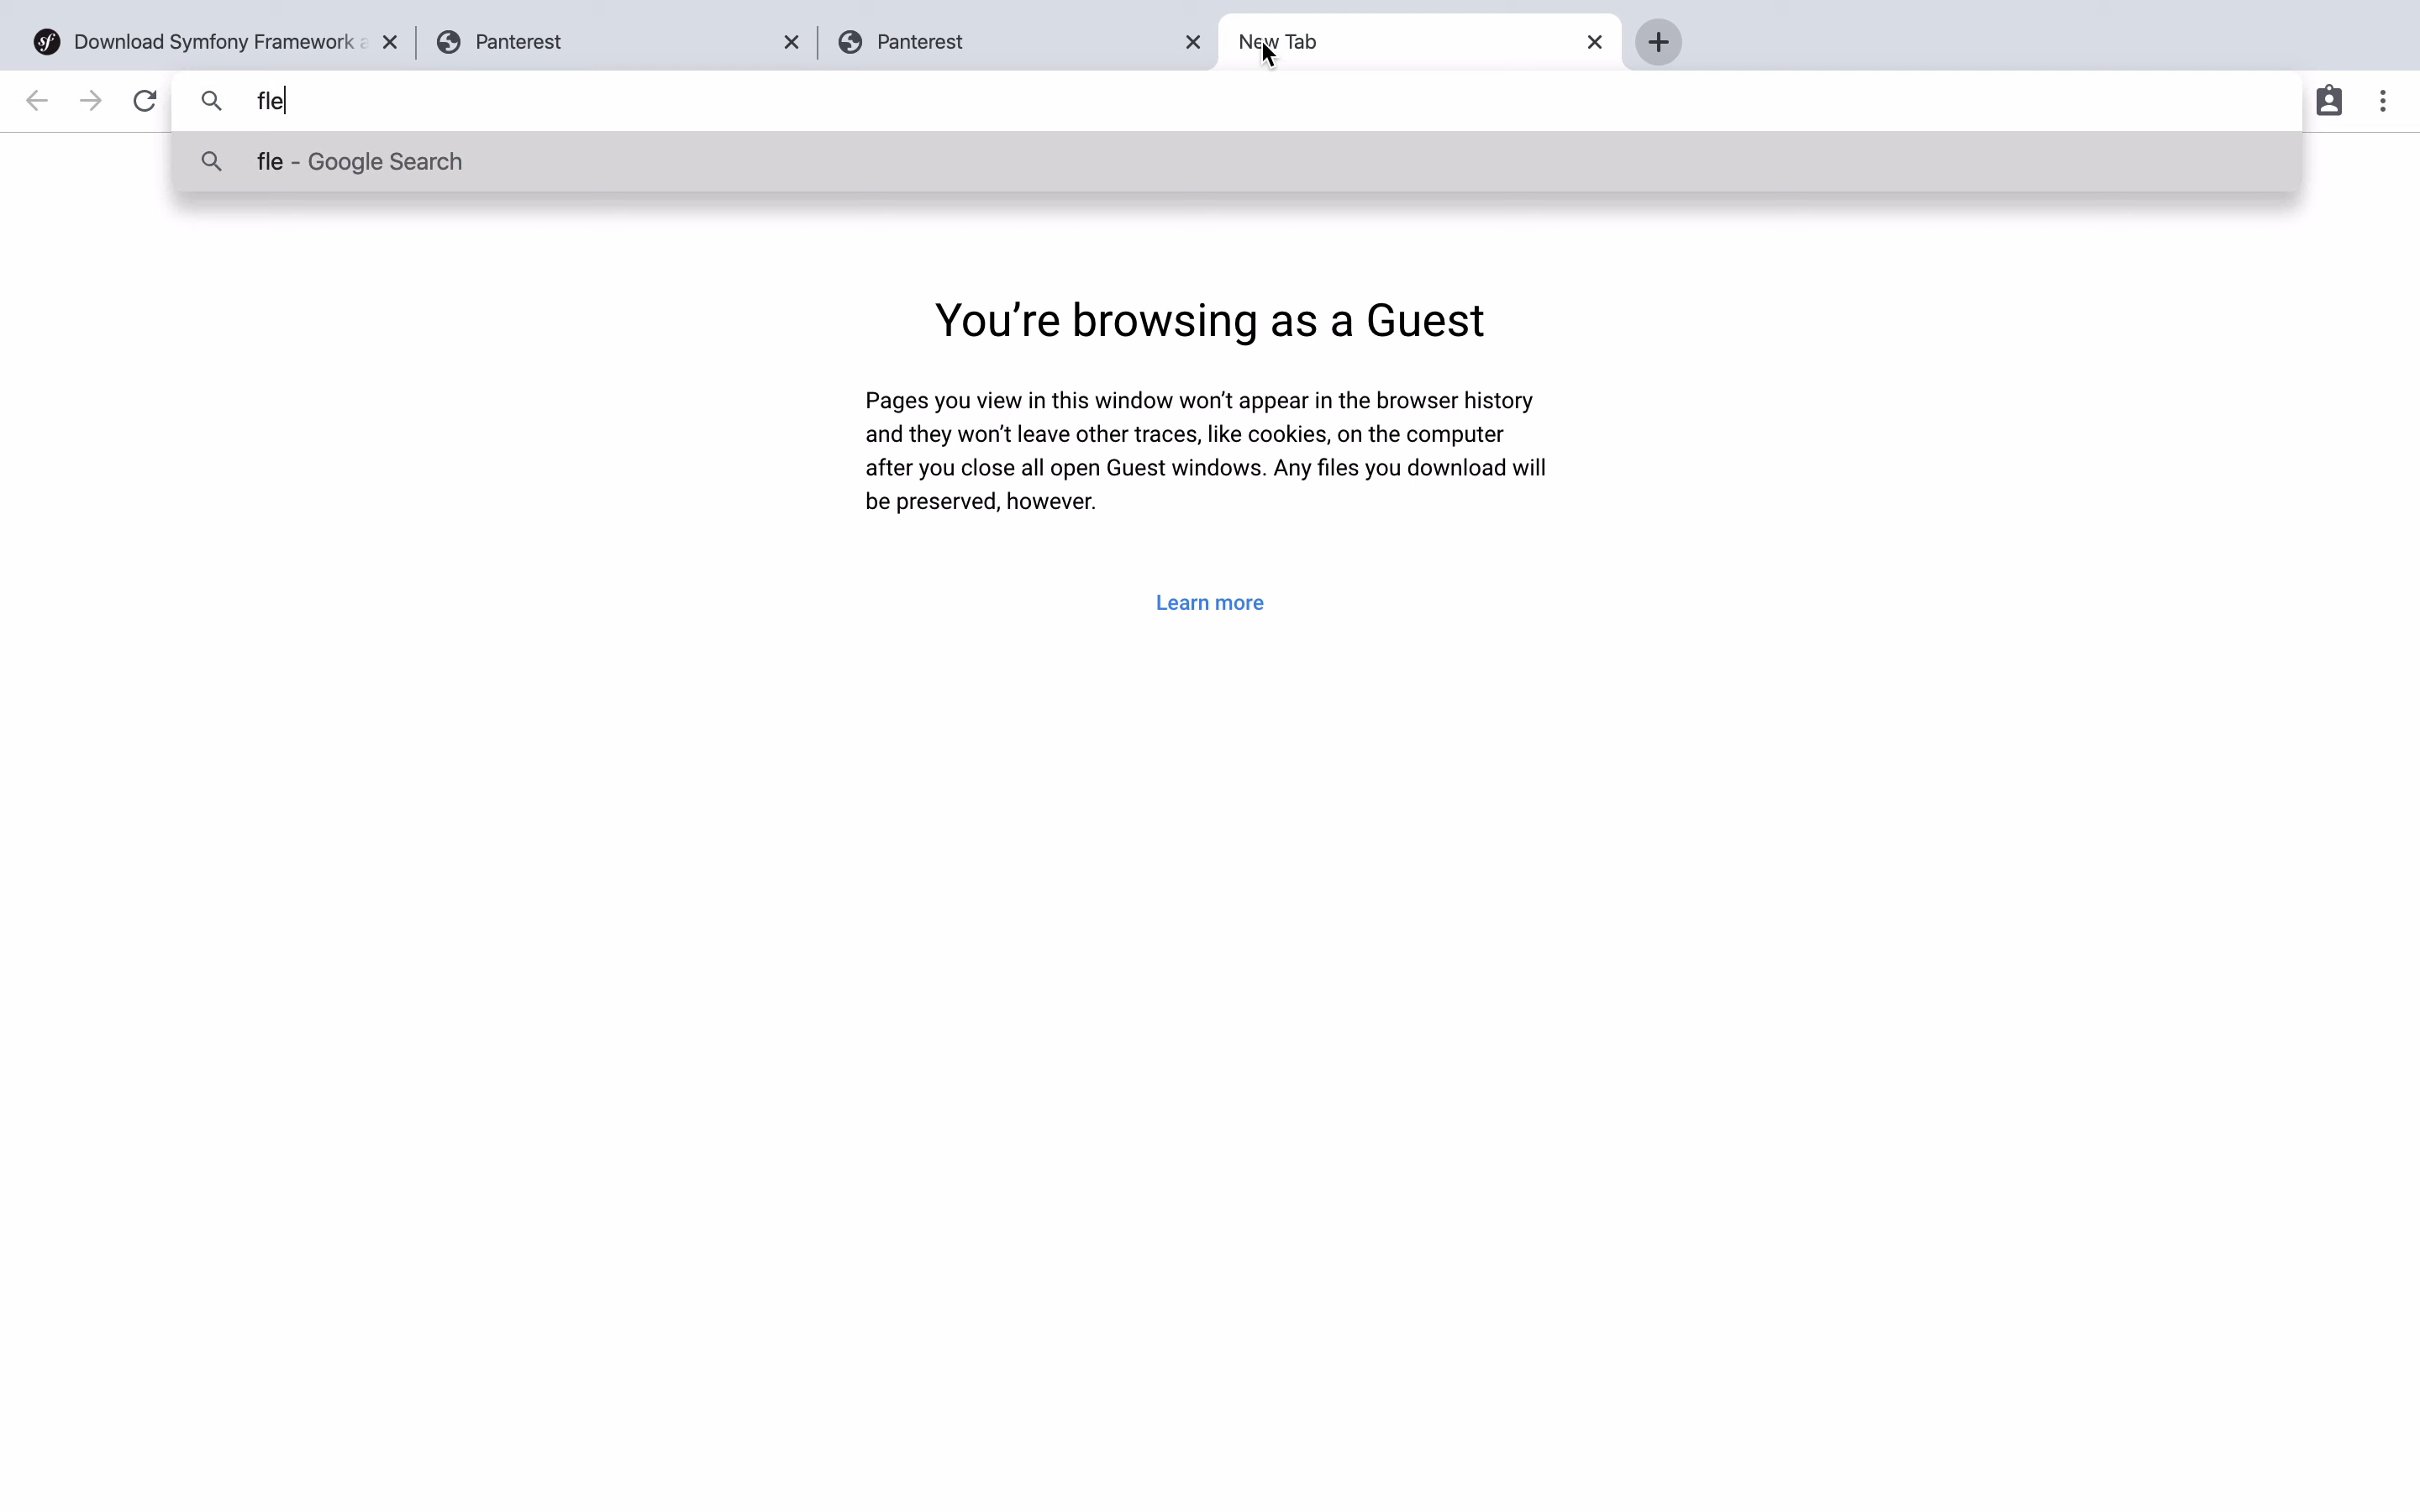 Download Symfony Framework a
Panterest
Panterest
New Tab
fle
fle - Google Search
You’re browsing as a Guest
Pages you view in this window won’t appear in the browser history
and they won’t leave other traces, like cookies, on the computer
after you close all open Guest windows. Any files you download will
be preserved, however.
Learn more